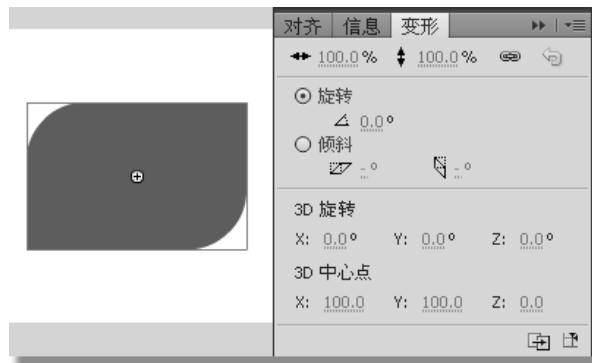 对齐 信息 变形
100.0 % 100.0 %
旋转
0.0 °
倾斜
- ° - °
3D 旋转
X: 0.0 ° Y: 0.0 ° Z: 0.0 °
3D 中心点
X: 100.0 Y: 100.0 Z: 0.0